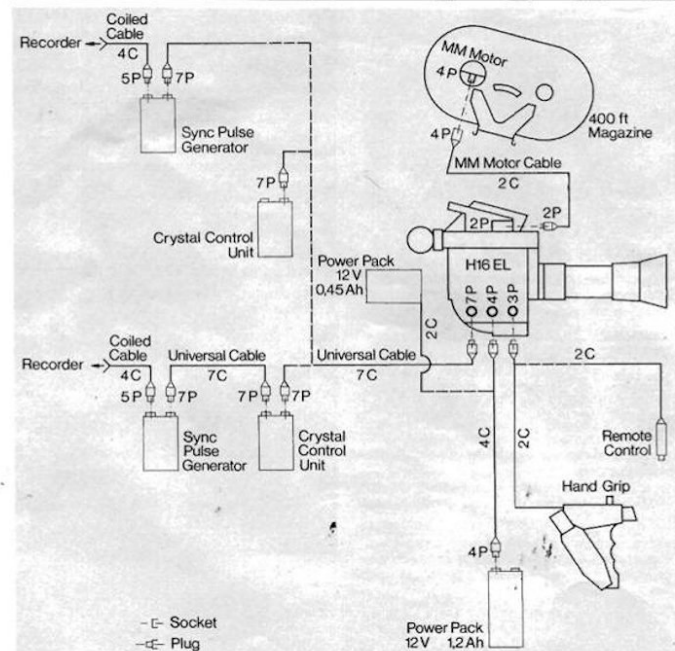 Coiled
Cable
Recorder
4C
5P
7P
Sync Pulse
Generator
MM Motor
4P
400 ft
Magazine
4P
MM Motor Cable
2C
7P
Crystal Control
Unit
2P
2P
Power Pack
12 V
0,45 Ah
H16 EL
7P
4P
3P
2C
Coiled
Cable
Recorder
4C
Universal Cable
7C
Universal Cable
7C
2C
5P
7P
7P
7P
Sync
Pulse
Generator
Crystal
Control
Unit
4C
2C
Remote
Control
Hand Grip
4P
Power Pack
12 V 1,2 Ah
Socket
Plug